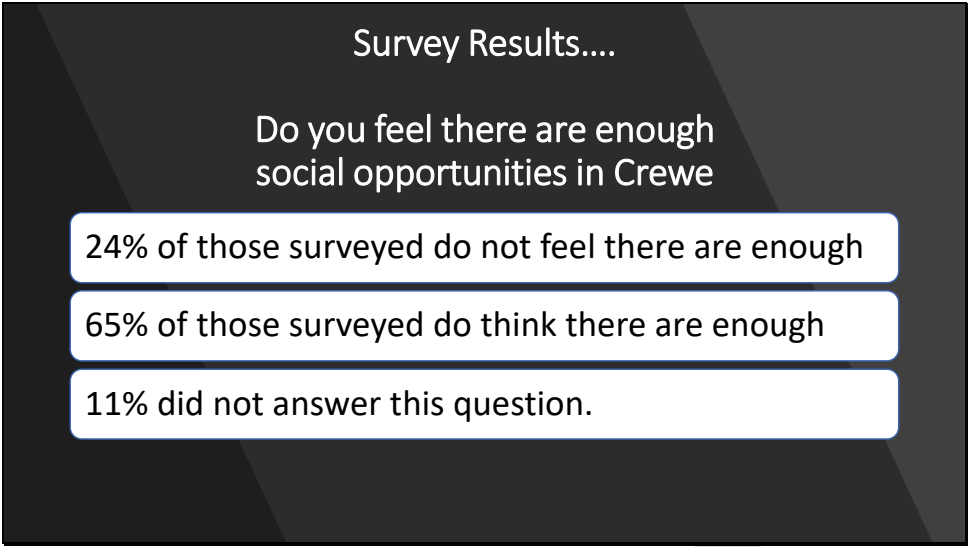 Survey Results....
Do you feel there are enough
social opportunities in Crewe
24% of those surveyed do not feel there are enough
65% of those surveyed do think there are enough
11% did not answer this question.